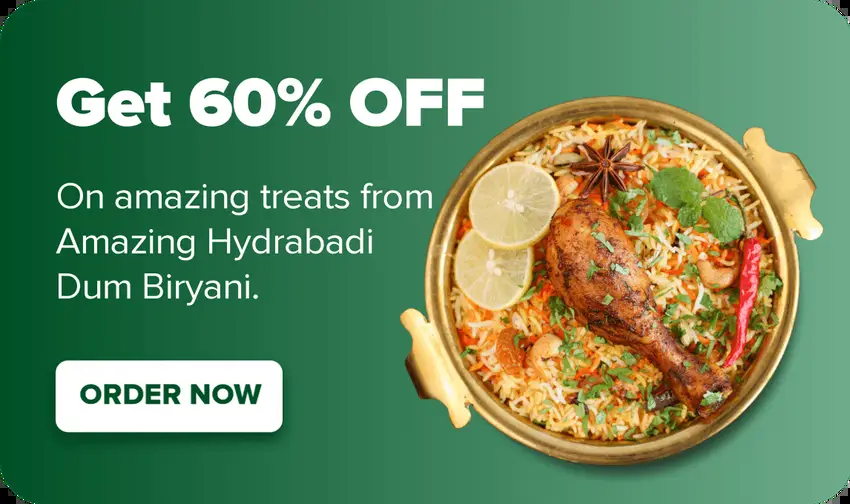 Get 60% OFF
On amazing treats from
Amazing Hydrabadi
Dum Biryani.
ORDER NOW